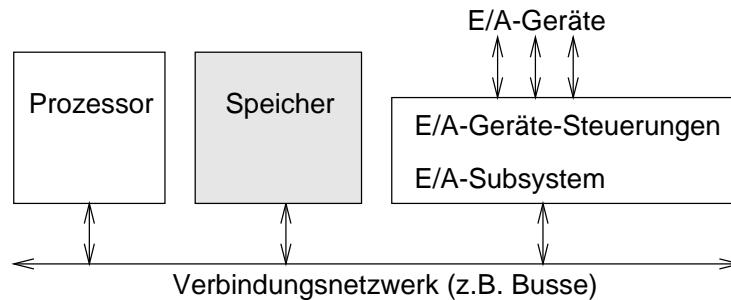 E/A-Geräte
Prozessor
Speicher
E/A-Geräte-Steuerungen
E/A-Subsystem
Verbindungsnetzwerk (z.B. Busse)